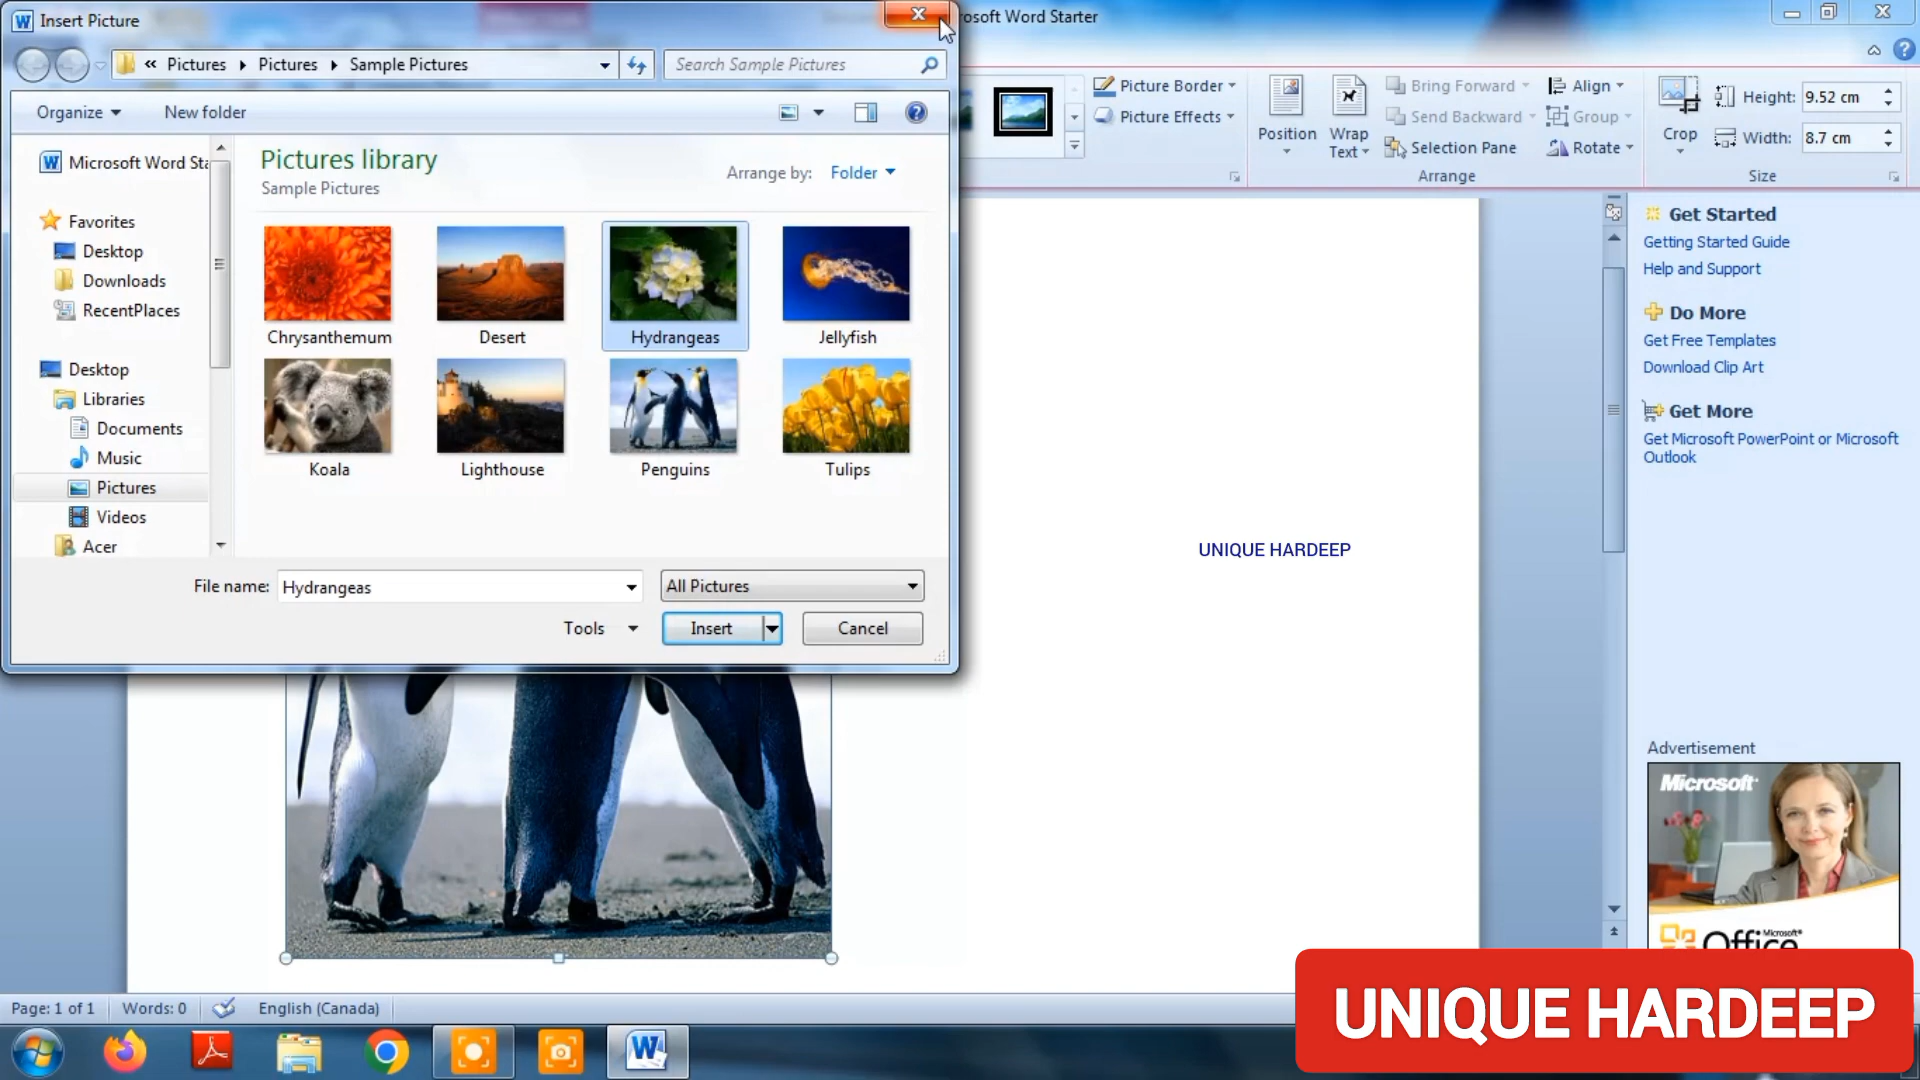 Insert Picture
rosoft Word Starter
« Pictures Pictures Sample Pictures
Search Sample Pictures
Organize
New folder
Picture Border
Picture Effects
Position
Wrap
Text
Bring Forward
Send Backward
Selection Pane
Align
Group
Rotate
Arrange
Crop
Height: 9.52 cm
Width: 8.7 cm
Size
Microsoft Word Sta
Favorites
Desktop
Downloads
RecentPlaces
Desktop
Libraries
Documents
Music
Pictures
Videos
Acer
Pictures library
Sample Pictures
Arrange by: Folder
Chrysanthemum
Desert
Hydrangeas
Jellyfish
Koala
Lighthouse
Penguins
Tulips
File name: Hydrangeas
All Pictures
Tools
Insert
Cancel
UNIQUE HARDEEP
Get Started
Getting Started Guide
Help and Support
Do More
Get Free Templates
Download Clip Art
Get More
Get Microsoft PowerPoint or Microsoft
Outlook
Advertisement
Microsoft
Microsoft
Office
Page: 1 of 1
Words: 0
English (Canada)
UNIQUE HARDEEP